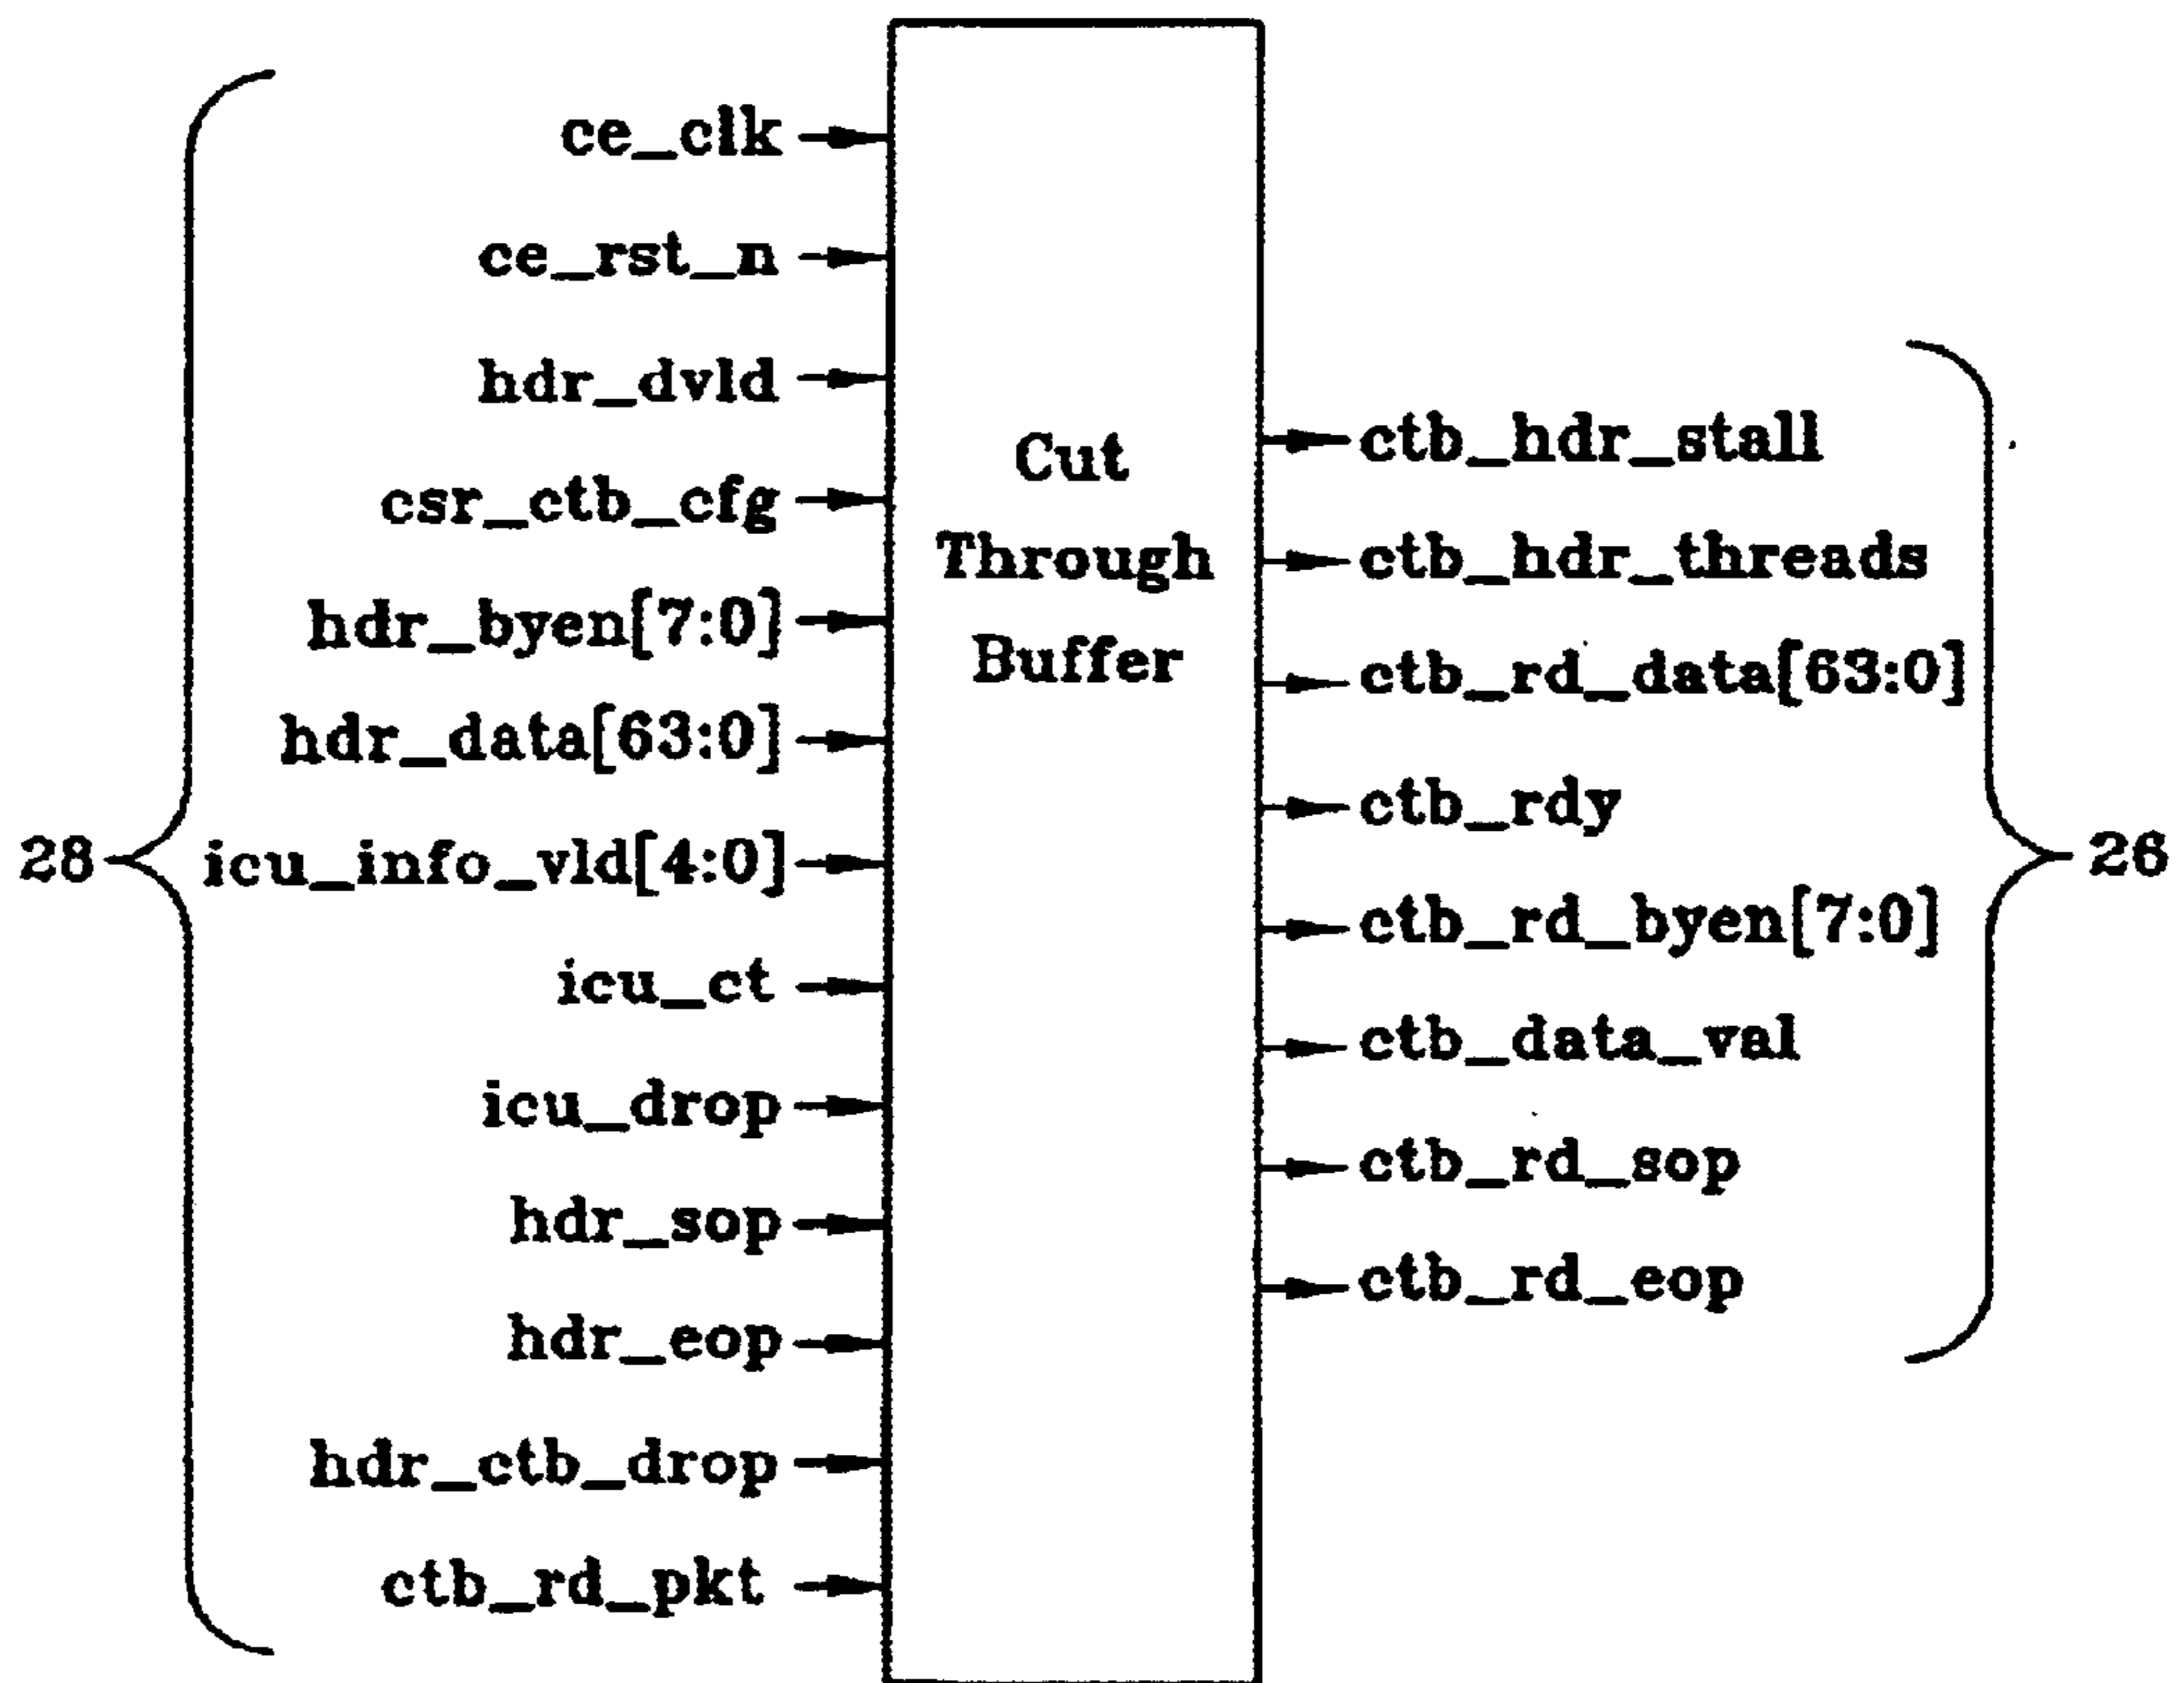 ce_clk
ce_rst_n
hdr_dvld
csr_ctb_cfg
hdr_byen[7:0]
hdr_data[63:0]
28 icu_info_vld[4:0]
icu_ct
icu_drop
hdr_sop
hdr_eop
hdr_ctb_drop
ctb_rd_pkt
Cut
Through
Buffer
ctb_hdr_stall
ctb_hdr_threads
ctb_rd_data[63:0]
ctb_rdy
ctb_rd_byen[7:0]
ctb_data_val
ctb_rd_sop
ctb_rd_eop
26